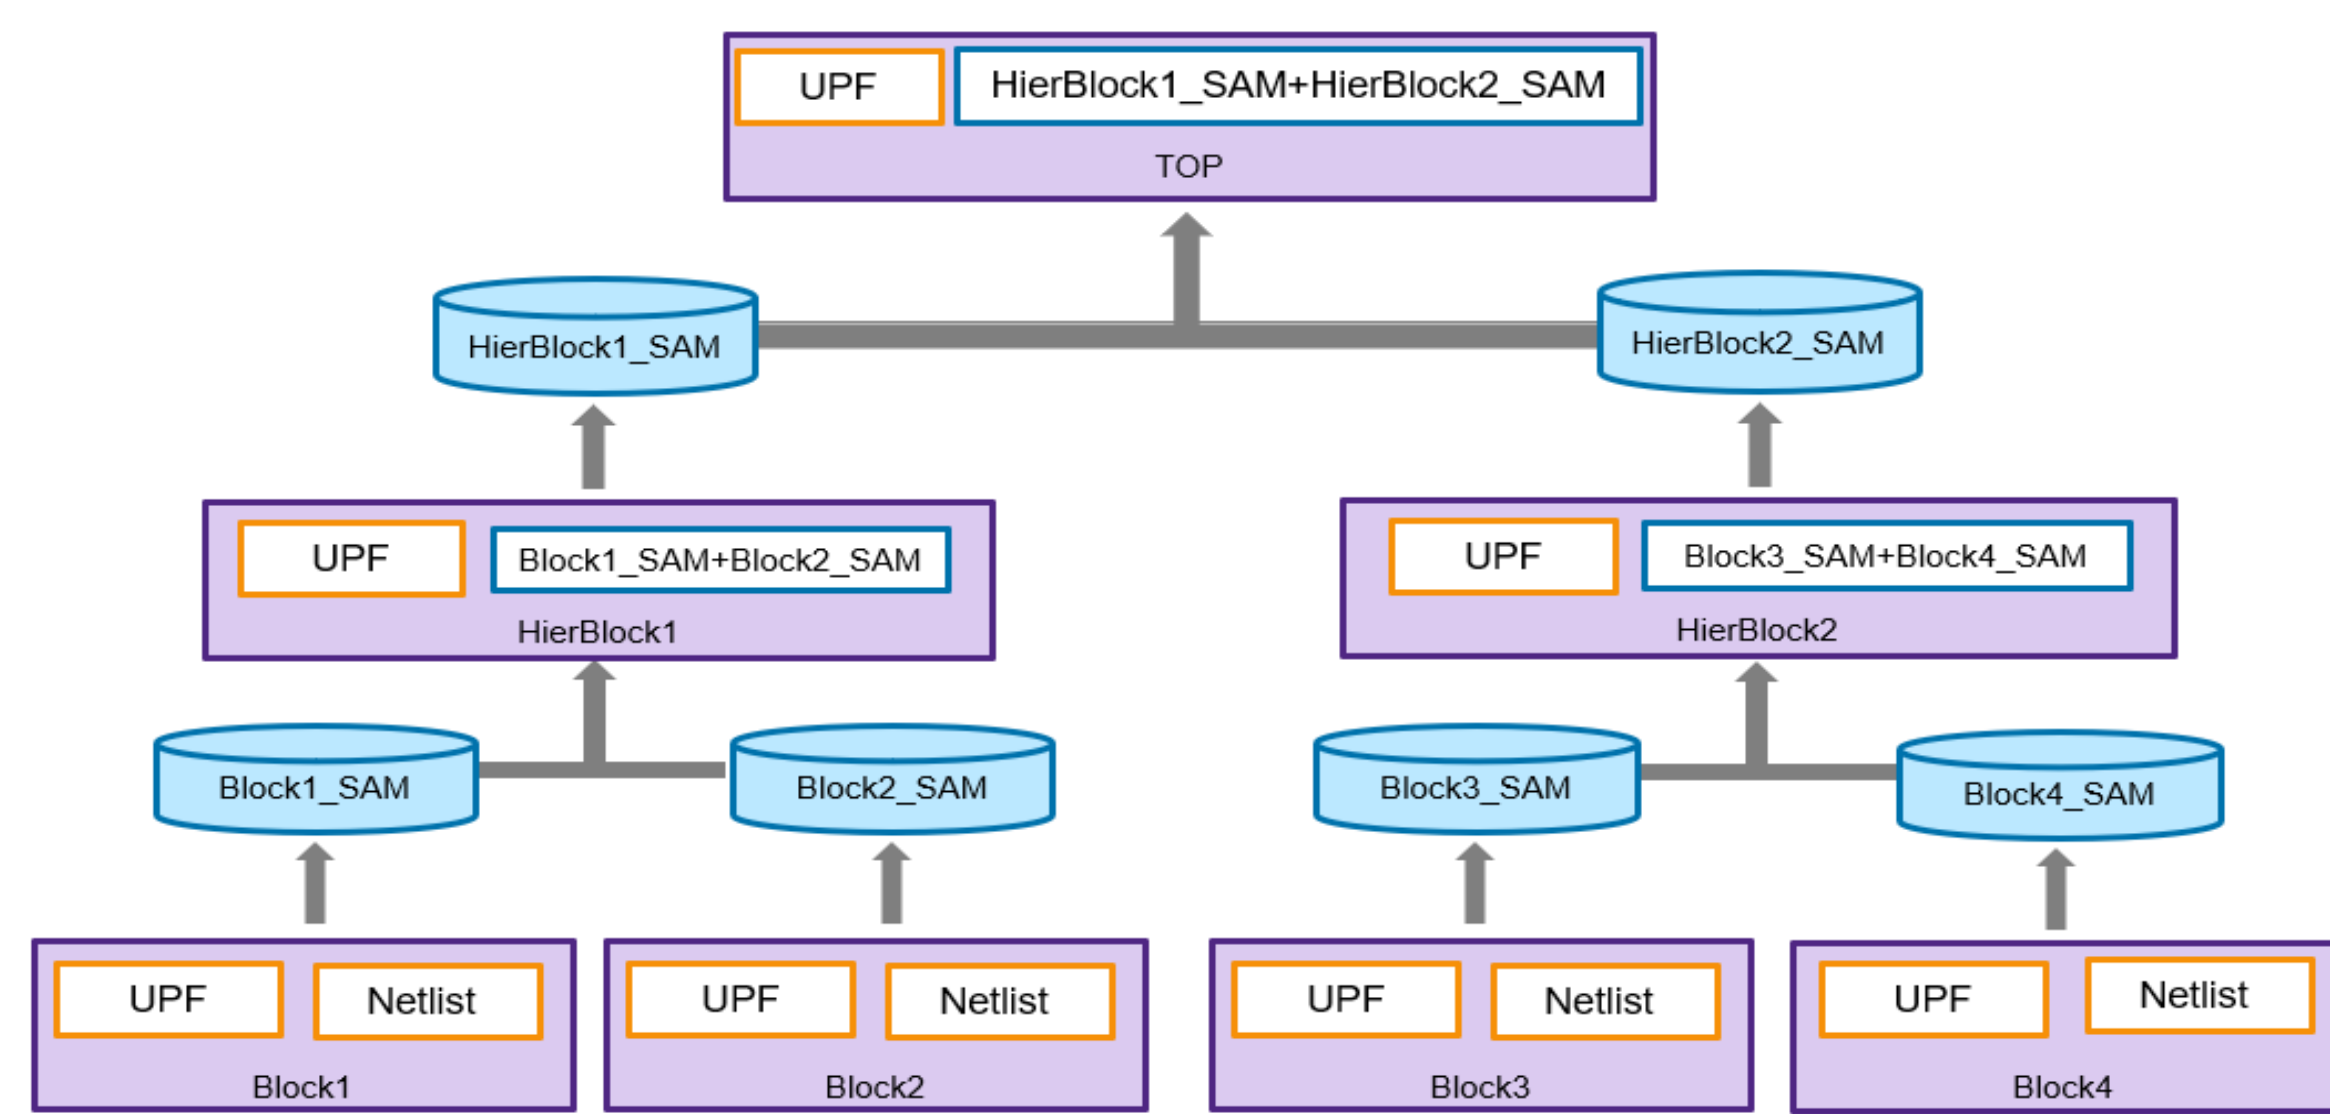 UPF
HierBlock1_SAM+HierBlock2_SAM
TOP
HierBlock1_SAM
HierBlock2_SAM
UPF
Block1_SAM+Block2_SAM
HierBlock1
UPF
Block3_SAM+Block4_SAM
HierBlock2
Block1_SAM
Block2_SAM
Block3_SAM
Block4_SAM
UPF
Netlist
Block1
UPF
Netlist
Block2
UPF
Netlist
Block3
UPF
Netlist
Block4